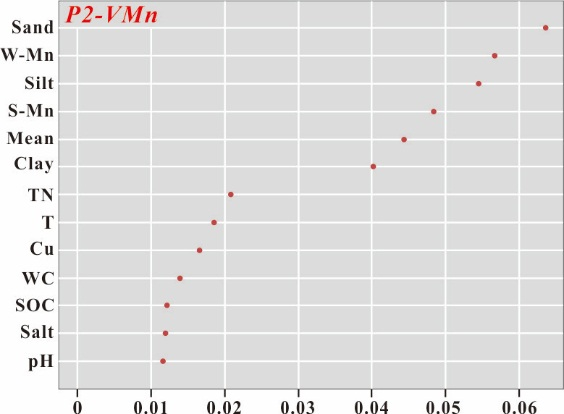 P2-VMn
Sand
W-Mn
Silt
S-Mn
Mean
Clay
TN
T
Cu
WC
SOC
Salt
pH
0 0.01 0.02 0.03 0.04 0.05 0.06